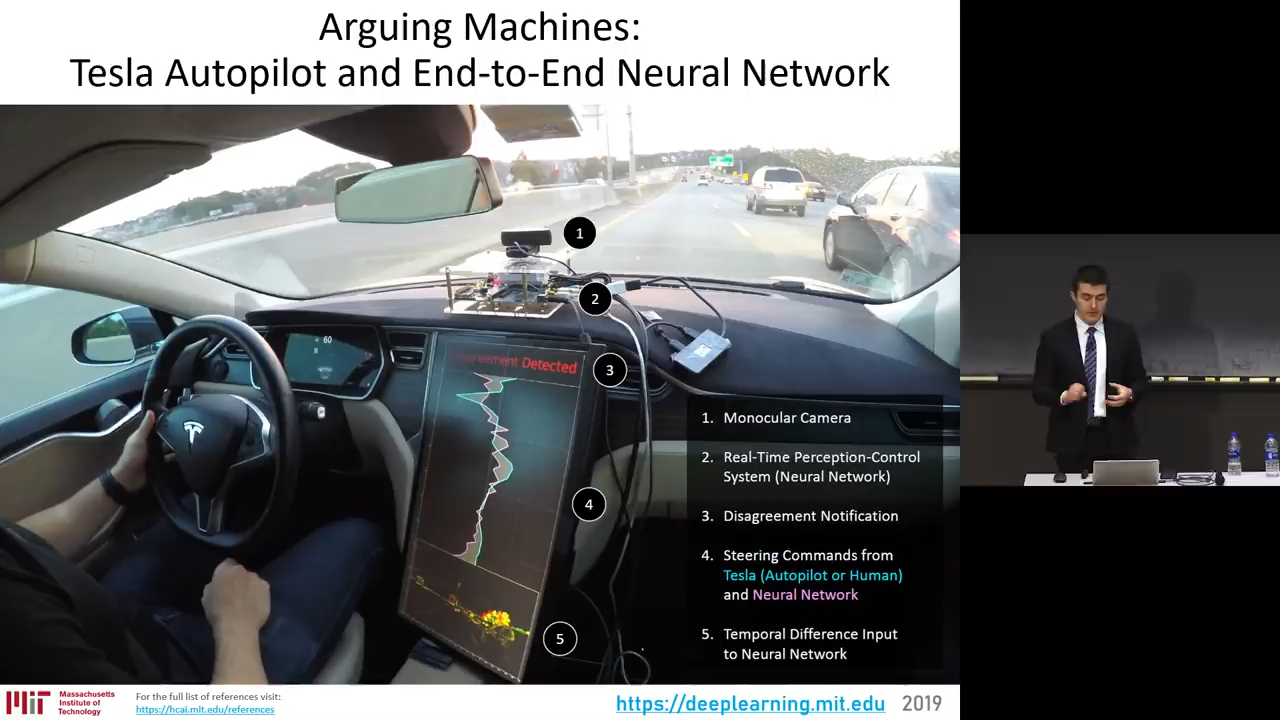 Arguing Machines:
Tesla Autopilot and End-to-End Neural Network
1
2
3
4
5
60
Detected
1. Monocular Camera
2. Real-Time Perception-Control
System (Neural Network)
3. Disagreement Notification
4. Steering Commands from
Tesla (Autopilot or Human)
and Neural Network
5. Temporal Difference Input
to Neural Network
MIT
Massachusetts
Institute of
Technology
For the full list of references visit:
https://hcai.mit.edu/references
https://deeplearning.mit.edu 2019